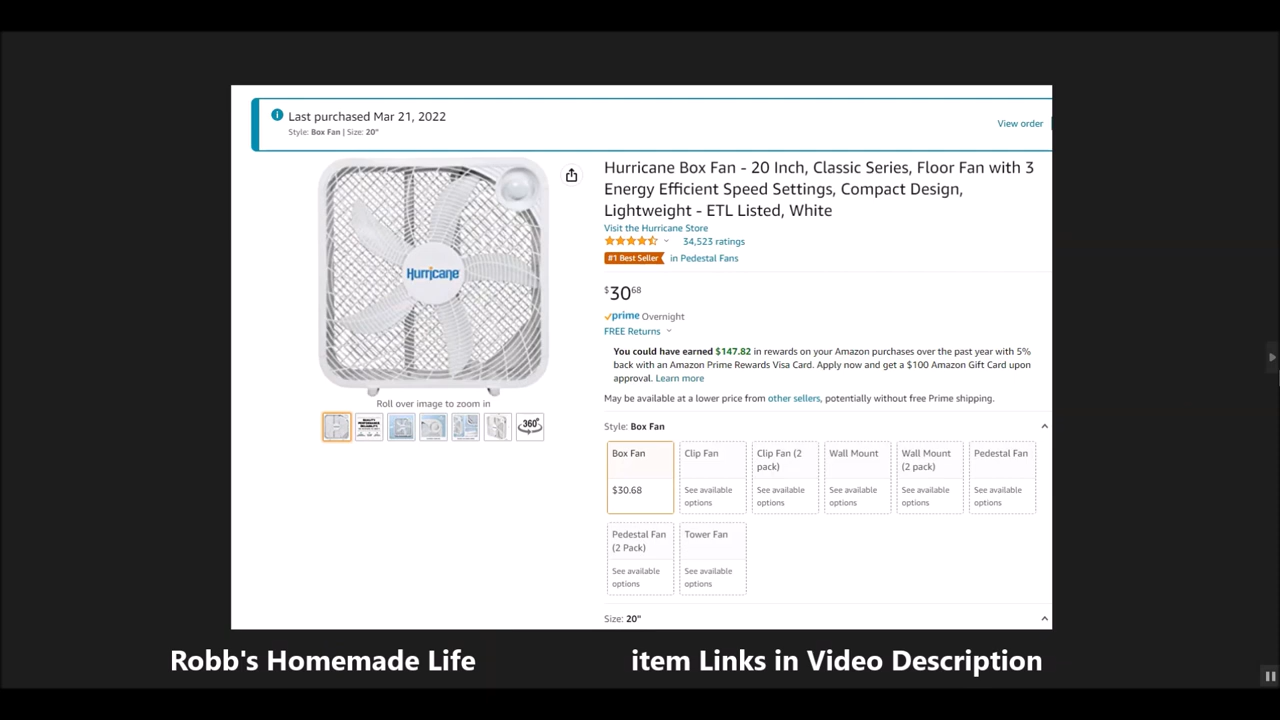 Last purchased Mar 21, 2022
View order
Style: Box Fan | Size: 20"
Hurricane
Roll over image to zoom in
360°
Hurricane Box Fan - 20 Inch, Classic Series, Floor Fan with 3
Energy Efficient Speed Settings, Compact Design,
Lightweight - ETL Listed, White
Visit the Hurricane Store
34,523 ratings
#1 Best Seller in Pedestal Fans
$3068
prime Overnight
FREE Returns
You could have earned $147.82 in rewards on your Amazon purchases over the past year with 5%
back with an Amazon Prime Rewards Visa Card. Apply now and get a $100 Amazon Gift Card upon
approval. Learn more
May be available at a lower price from other sellers, potentially without free Prime shipping.
Style: Box Fan
Box Fan
$30.68
Clip Fan
See available
options
Clip Fan (2
pack)
See available
options
Wall Mount
See available
options
Wall Mount
(2 pack)
See available
options
Pedestal Fan
See available
options
Pedestal Fan
(2 Pack)
See available
options
Tower Fan
See available
options
Size: 20"
Robb's Homemade Life
item Links in Video Description